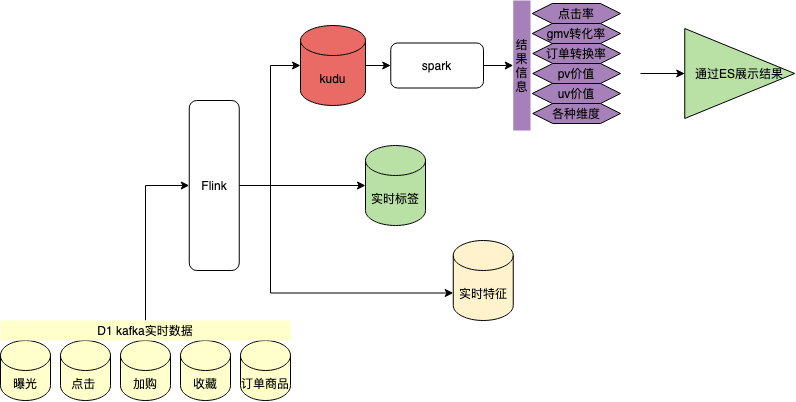 点击率
gmv转化率
订单转换率
pv价值
uv价值
各种维度
结果信息
kudu
spark
通过ES展示结果
Flink
实时标签
实时特征
D1 kafka实时数据
曝光
点击
加购
收藏
订单商品